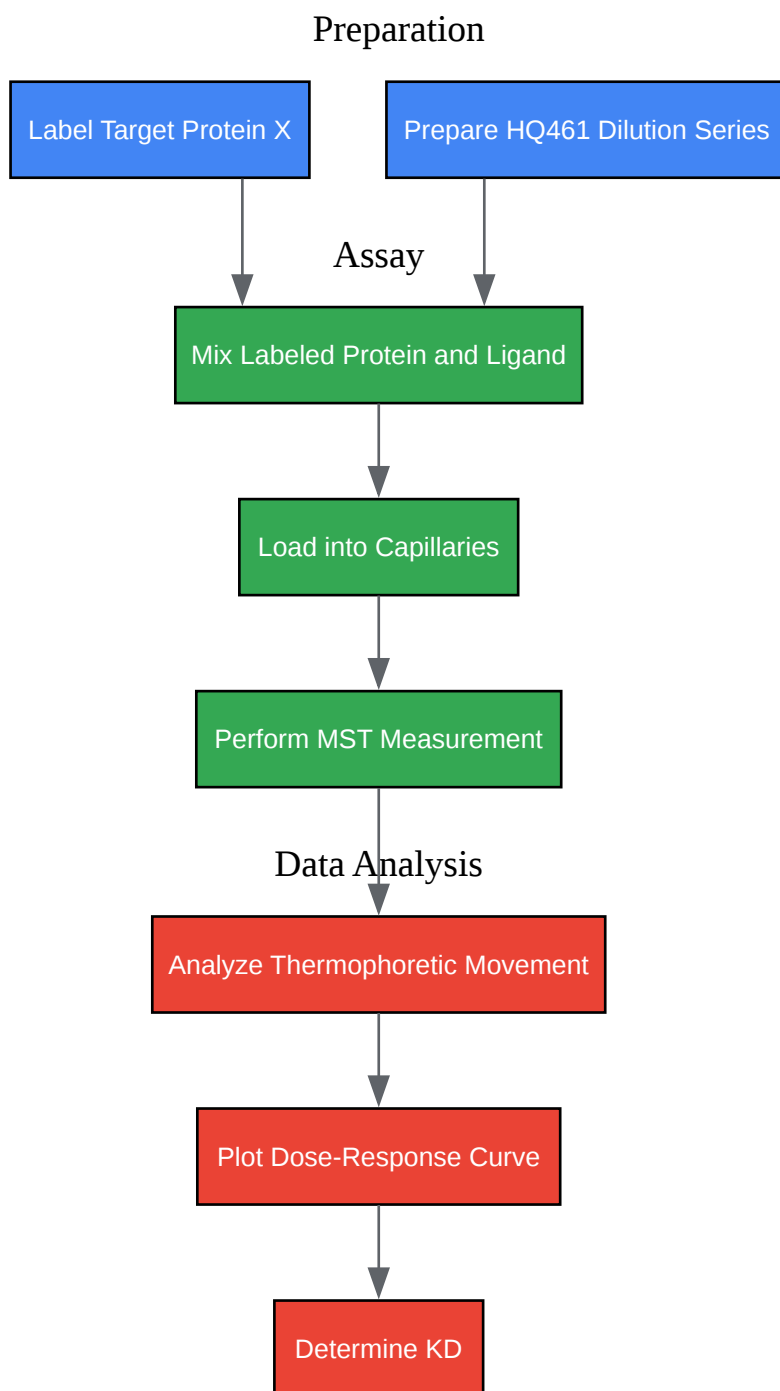 Preparation
Label Target Protein X
Prepare HQ461 Dilution Series
Assay
Mix Labeled Protein and Ligand
Load into Capillaries
Perform MST Measurement
Data Analysis
Analyze Thermophoretic Movement
Plot Dose-Response Curve
Determine KD